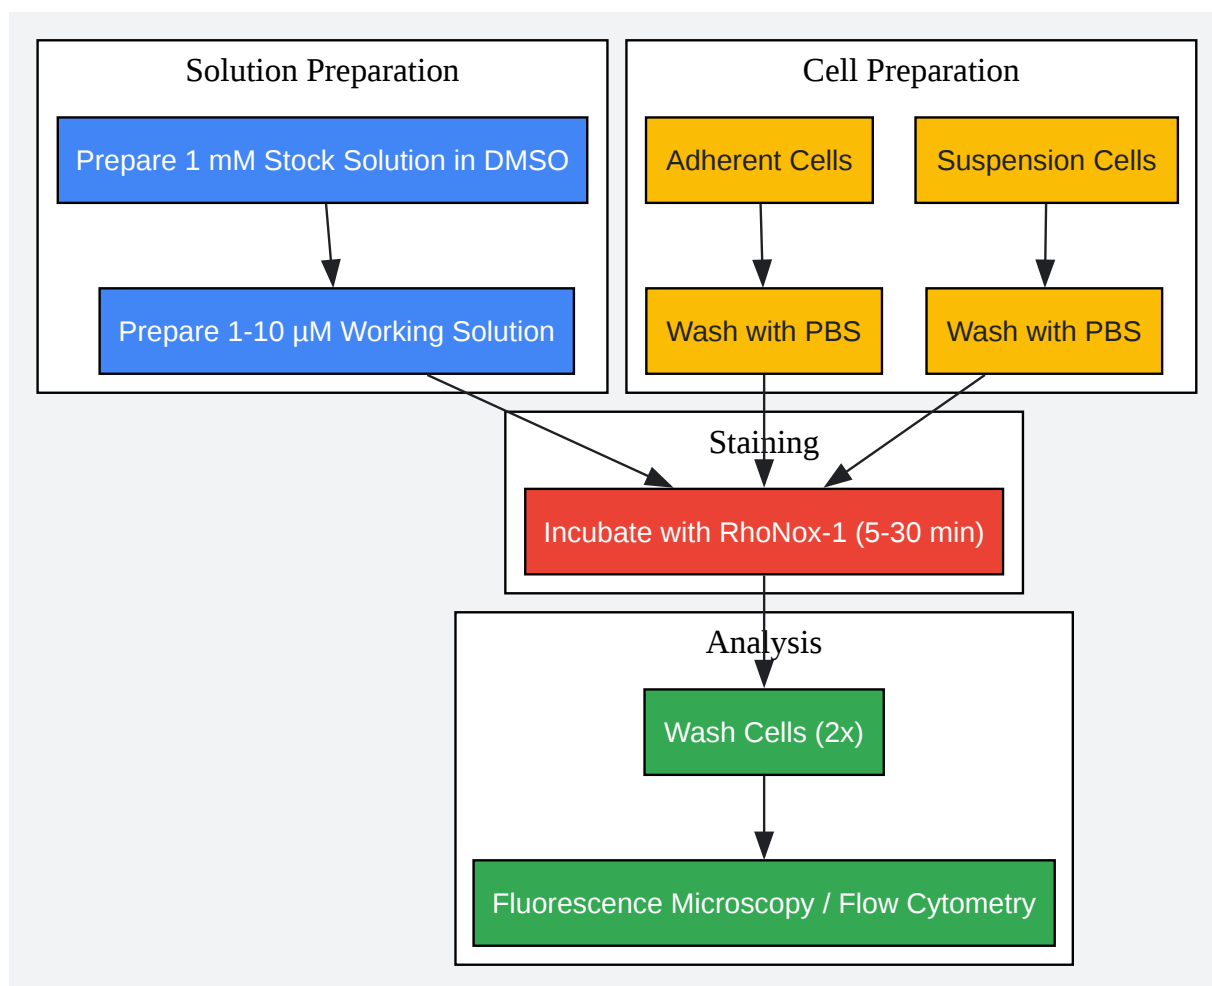 Solution Preparation
Prepare 1 mM Stock Solution in DMSO
Prepare 1-10 µM Working Solution
Cell Preparation
Adherent Cells
Suspension Cells
Wash with PBS
Wash with PBS
Staining
Incubate with RhoNox-1 (5-30 min)
Analysis
Wash Cells (2x)
Fluorescence Microscopy / Flow Cytometry